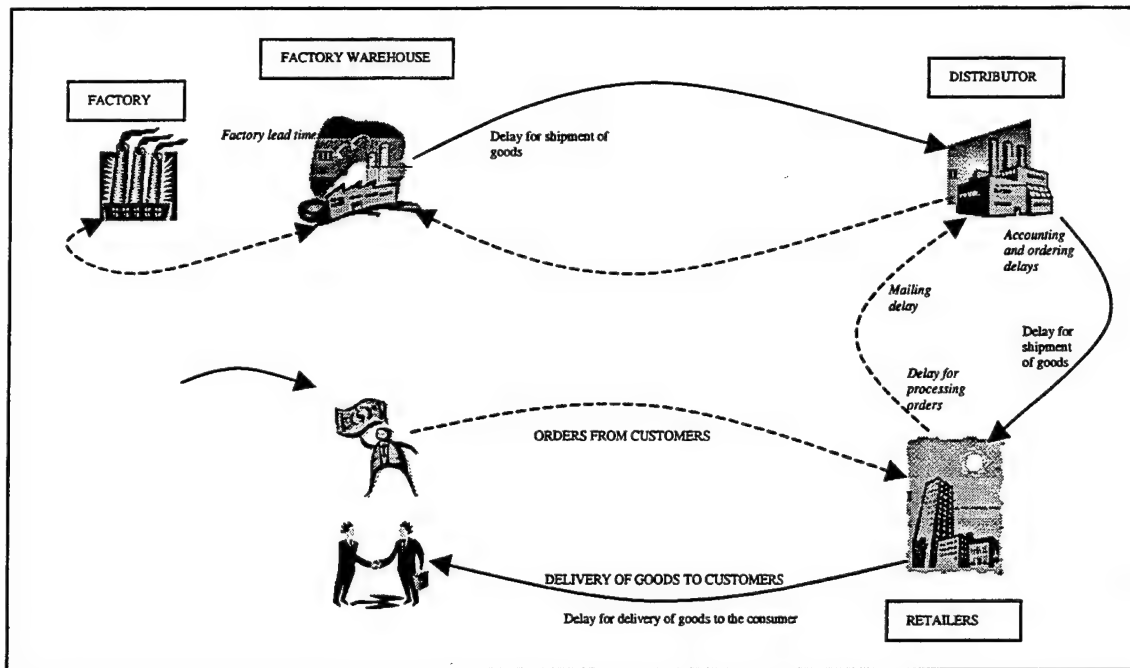 FACTORY WAREHOUSE
DISTRIBUTOR
FACTORY
Factory lead time
Delay for shipment of
goods
Accounting
and ordering
delays
Mailing
delay
Delay for
shipment
of goods
Delay for
processing
orders
ORDERS FROM CUSTOMERS
DELIVERY OF GOODS TO CUSTOMERS
Delay for delivery of goods to the consumer
RETAILERS